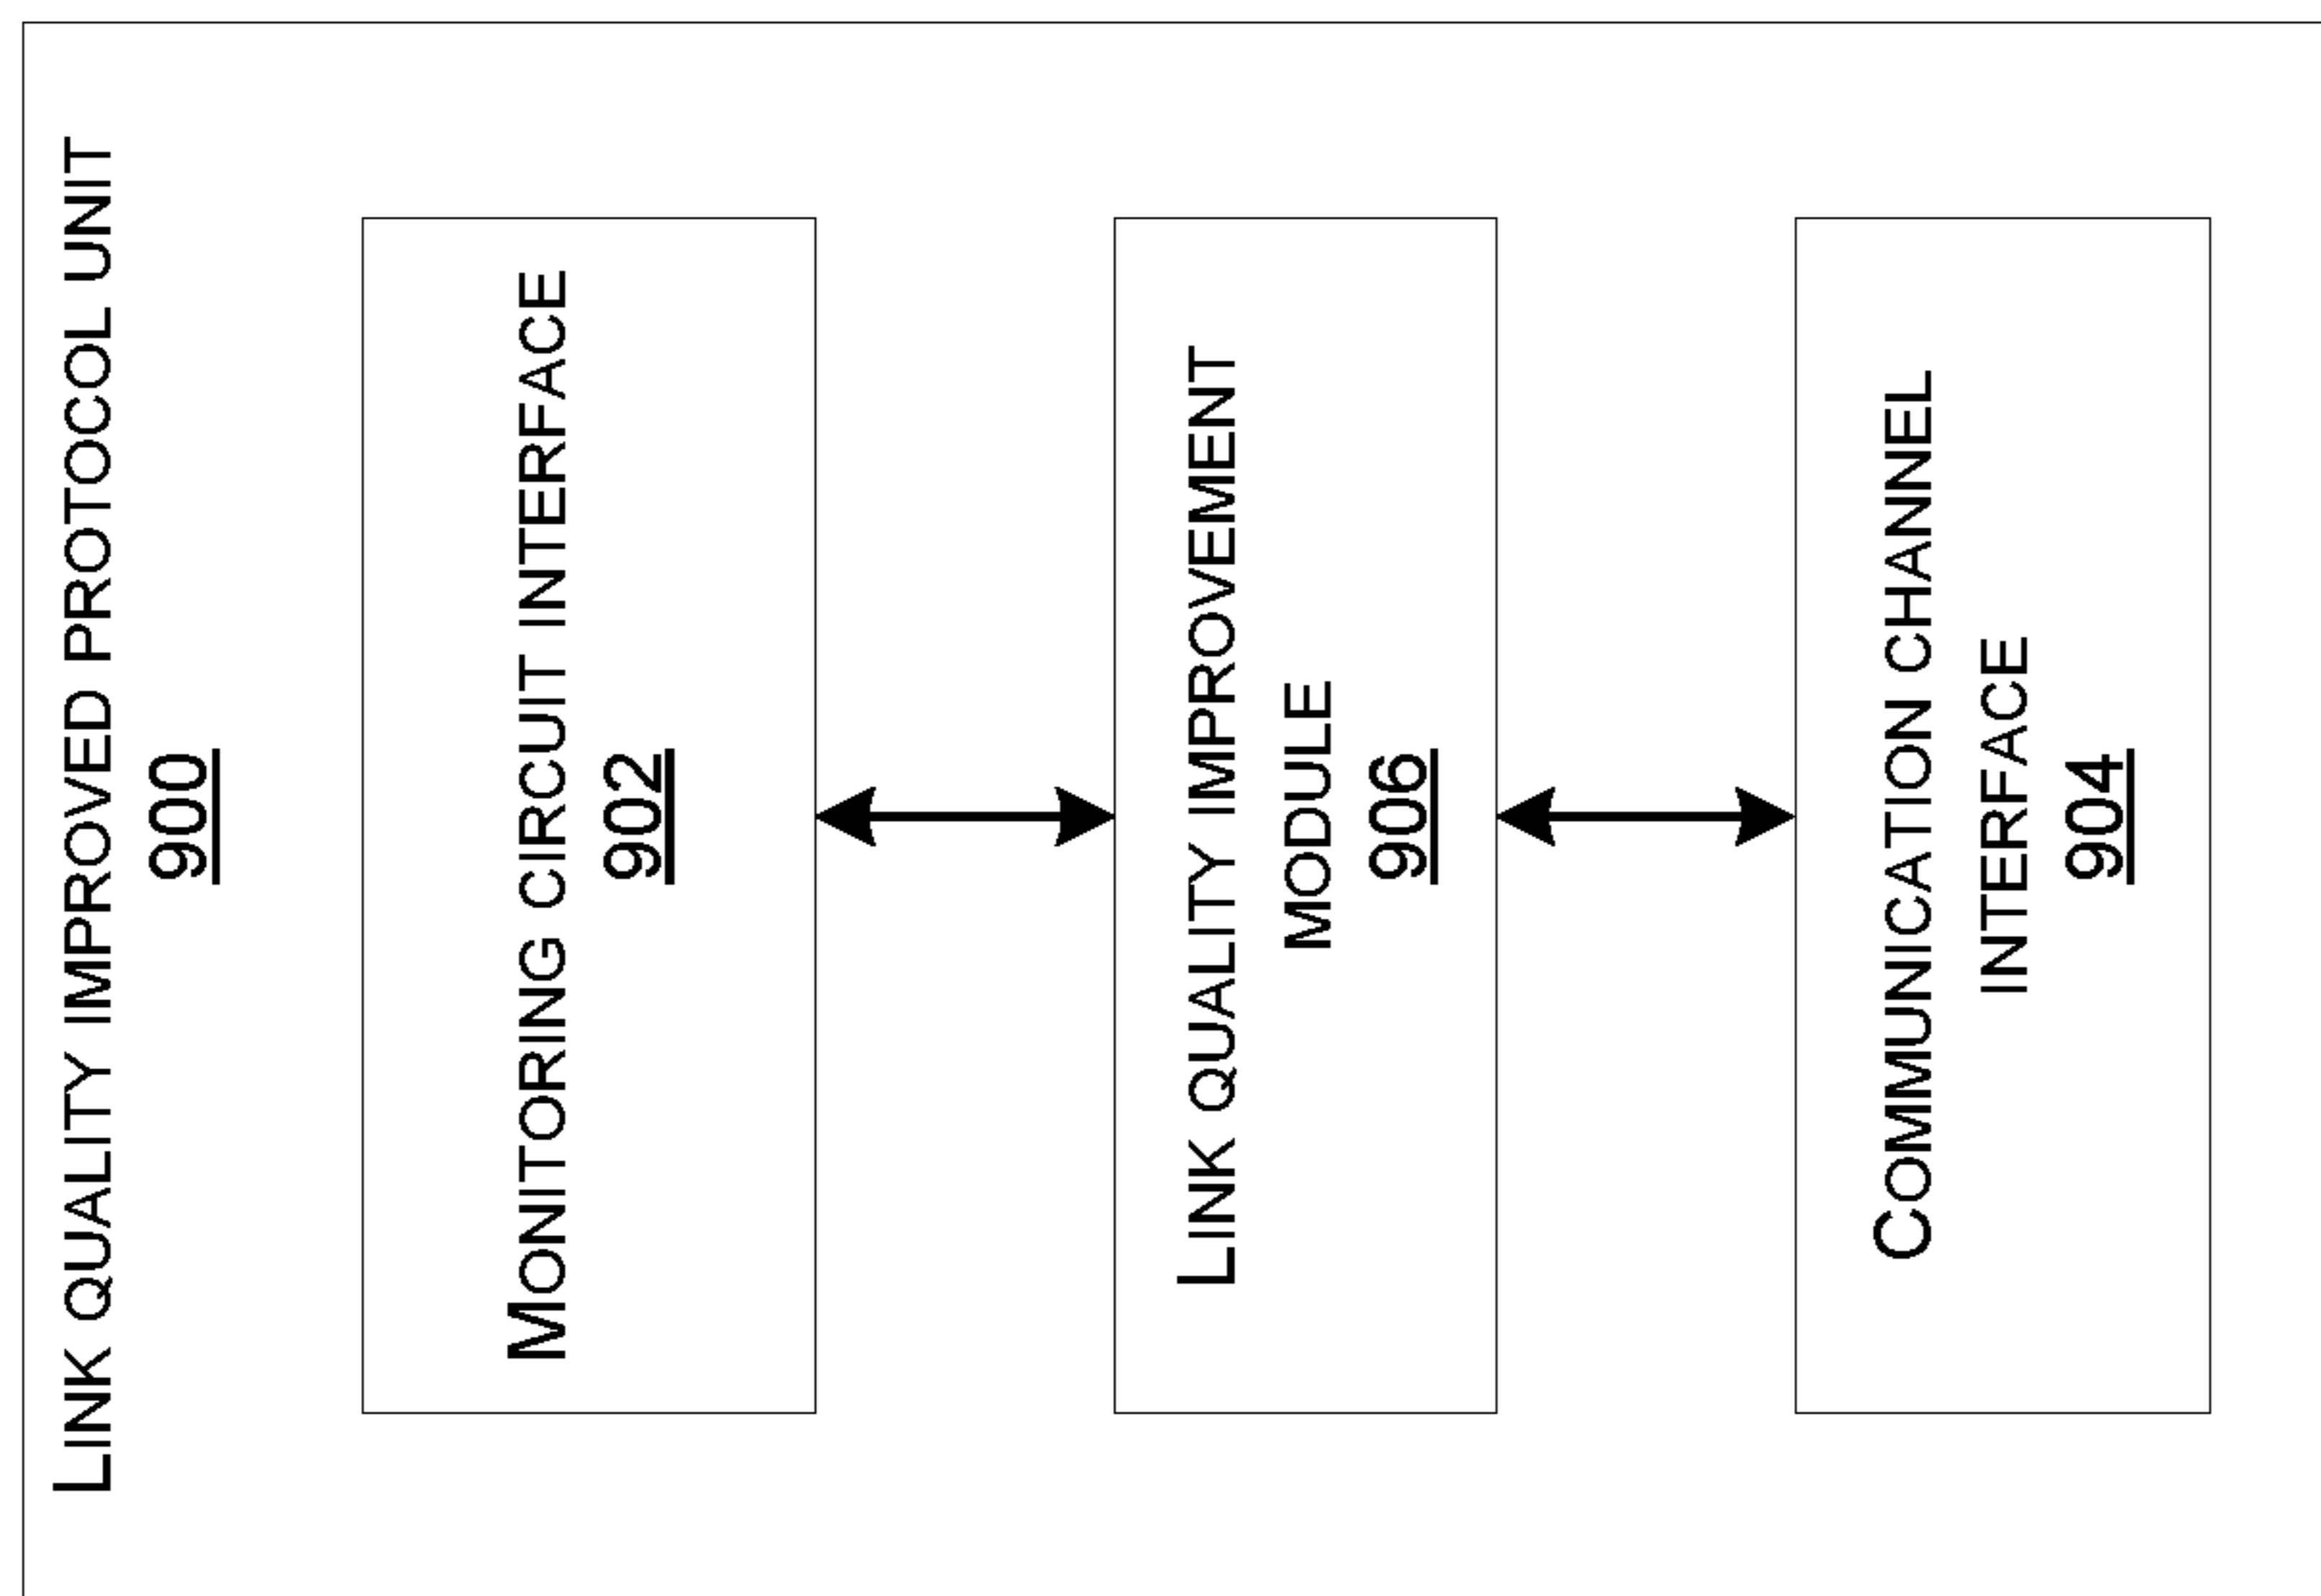 LINK QUALITY IMPROVED PROTOCOL UNIT
900
MONITORING CIRCUIT INTERFACE
902
LINK QUALITY IMPROVEMENT
MODULE
906
COMMUNICATION CHANNEL
INTERFACE
904